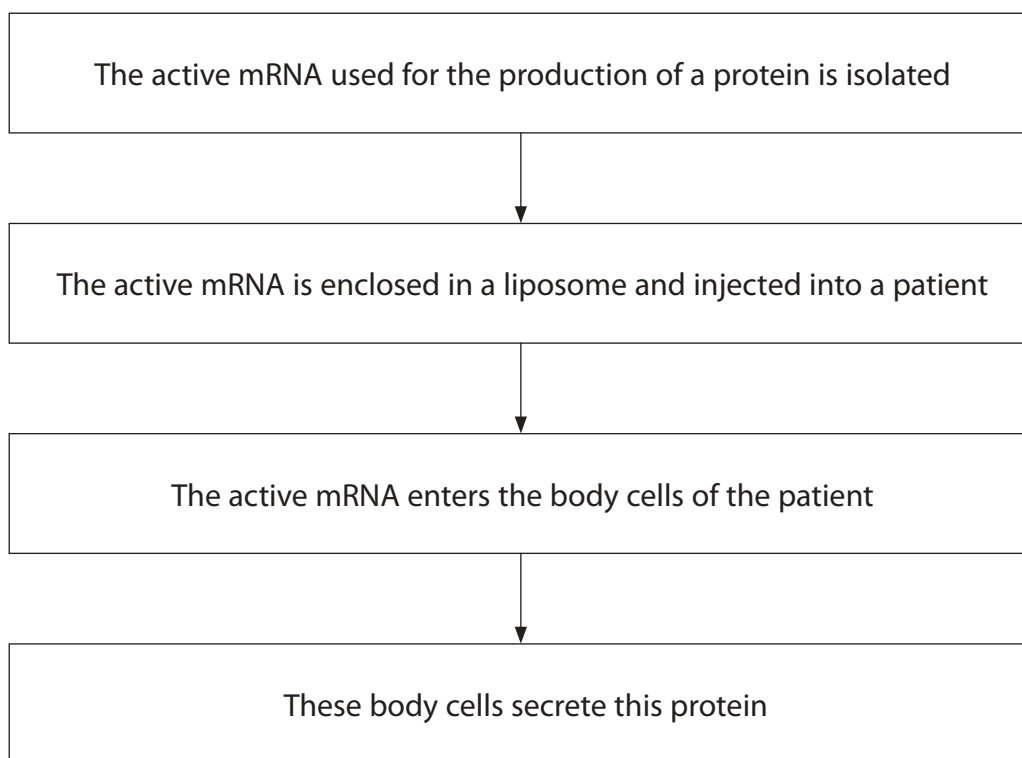 The active mRNA used for the production of a protein is isolated
The active mRNA is enclosed in a liposome and injected into a patient
The active mRNA enters the body cells of the patient
These body cells secrete this protein